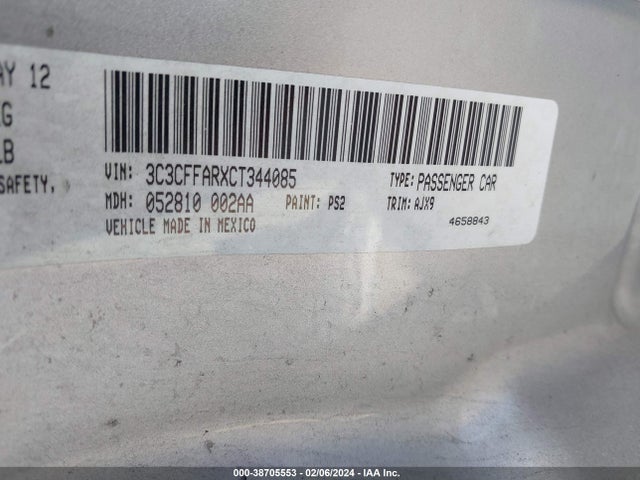 AY 12
G
LB
SAFETY,
VIN: 3C3CFFARXCT344085 TYPE: PASSENGER CAR
MDH: 052810 002AA PAINT: PS2 TRIM: AJX9
VEHICLE MADE IN MEXICO 4658843
000-38705553 — 02/06/2024 — IAA Inc.